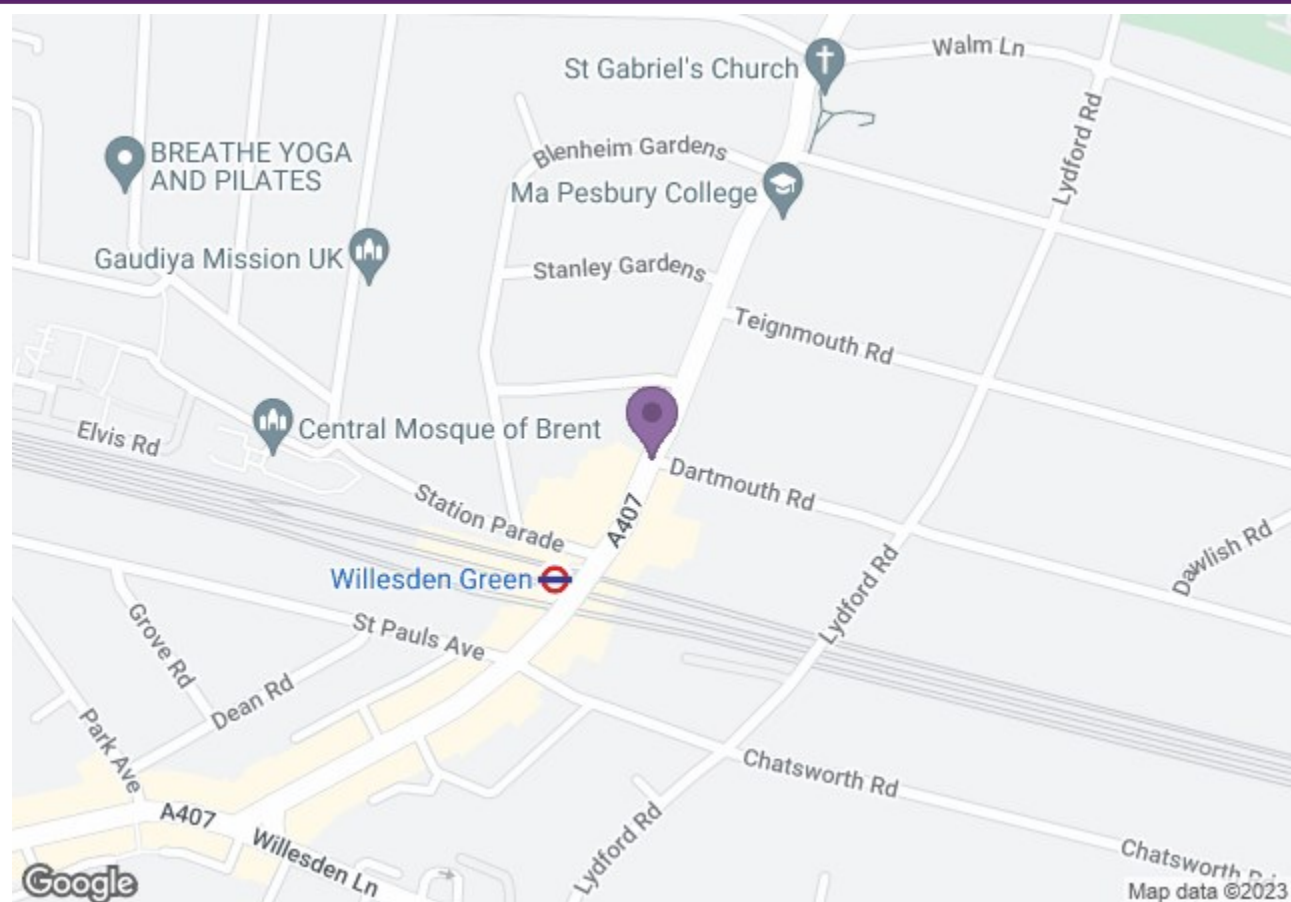 Walm Ln
St Gabriel's Church
Lydford Rd
Blenheim Gardens
BREATHE YOGA
AND PILATES
Ma Pesbury College
Gaudiya Mission UK
Stanley Gardens
Teignmouth Rd
Elvis Rd
Central Mosque of Brent
Dartmouth Rd
Station Parade
A407
Dawlish Rd
Willesden Green
Lydford Rd
St Pauls Ave
Grove Rd
Dean Rd
Park Ave
Chatsworth Rd
A407
Willesden Ln
Lydford Rd
Chatsworth Rd
Google
Map data ©2023